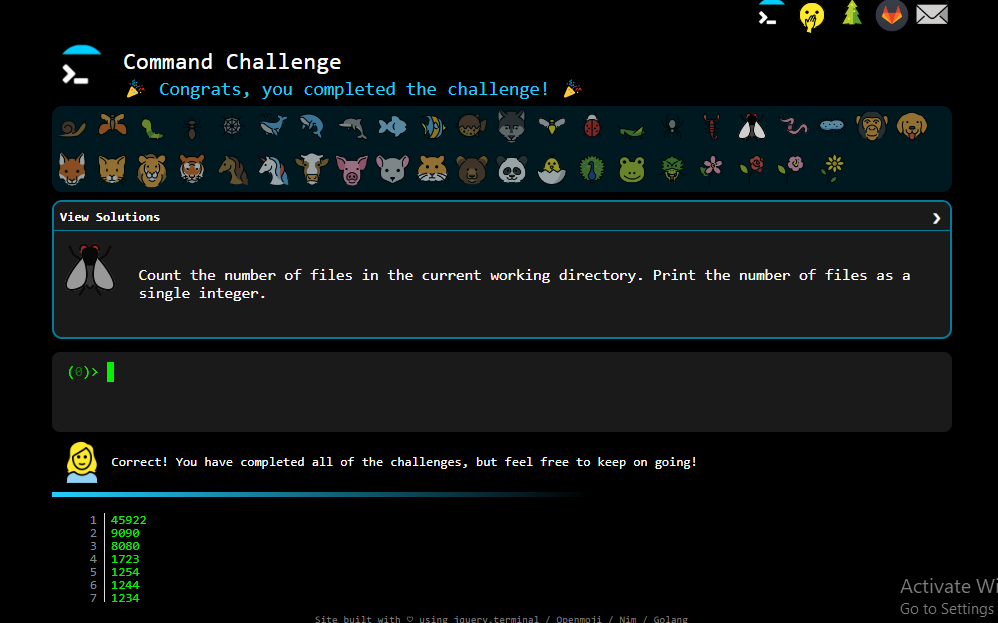 Command Challenge
🎉 Congrats, you completed the challenge! 🎉
View Solutions
Count the number of files in the current working directory. Print the number of files as a
single integer.
(0)>
Correct! You have completed all of the challenges, but feel free to keep on going!
1 45922
2 9090
3 8080
4 1723
5 1254
6 1244
7 1234
Activate Wi
Go to Settings
Site built with ♡ using jquery.terminal / Openmoji / Nim / Golang